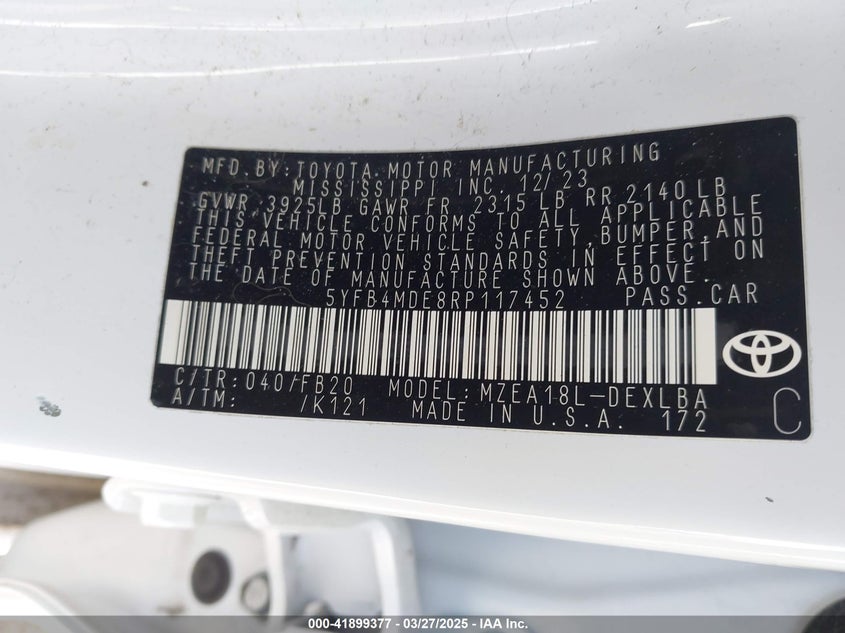 MFD. BY: TOYOTA MOTOR MANUFACTURING
MISSISSIPPI INC. 12/23
GVWR 3925LB GAWR FR 2315 LB RR 2140 LB
THIS VEHICLE CONFORMS TO ALL APPLICABLE
FEDERAL MOTOR VEHICLE SAFETY, BUMPER, AND
THEFT PREVENTION STANDARDS IN EFFECT ON
THE DATE OF MANUFACTURE SHOWN ABOVE.
5YFB4MDE8RP117452 PASS.CAR
C/TR: 040/FB20 MODEL: MZEA18L-DEXLBA
A/TM: /K121 MADE IN U.S.A. 172
C
000-41899377 — 03/27/2025 — IAA Inc.